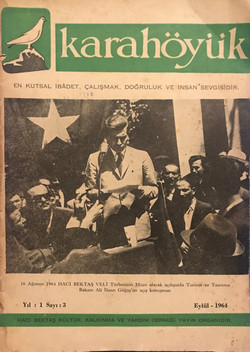 karahöyük
EN KUTSAL İBÂDET, ÇALIŞMAK, DOĞRULUK VE İNSAN SEVGİSİDİR.
16 Ağustos 1964 HACI BEKTAŞ VELİ Türbesinin Müze olarak açılışında Turizm ve Tanıtma
Bakanı Ali İhsan Göğüş'ün açış konuşması
Yıl : 1 Sayı : 3
Eylül - 1964
HACI BEKTAŞ KÜLTÜR, KALKINMA VE YARDIM DERNEĞİ YAYIN ORGANIDIR.